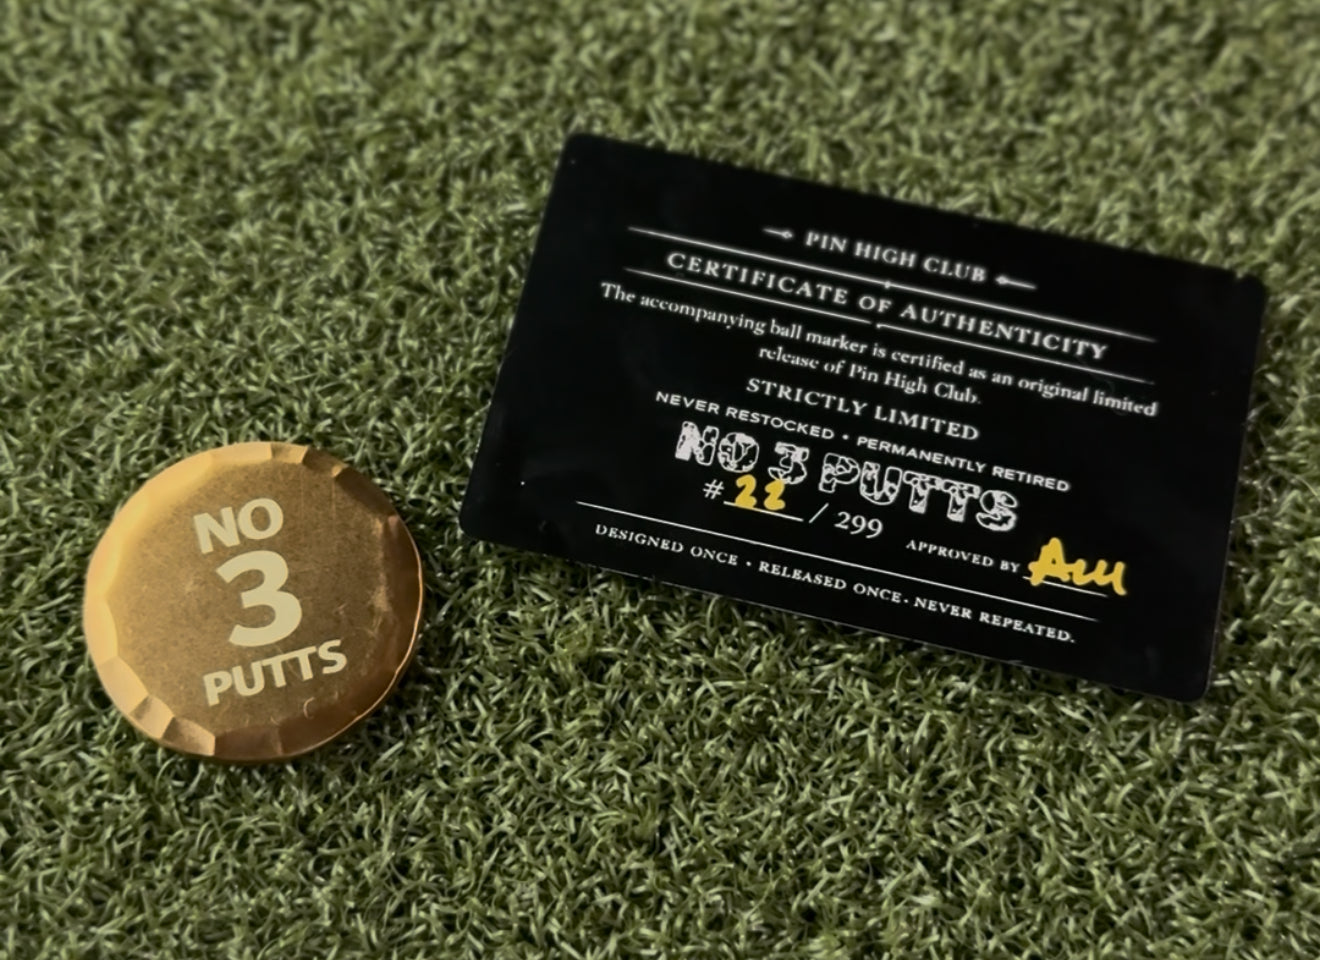 NO
3
PUTTS
PIN HIGH CLUB
CERTIFICATE OF AUTHENTICITY
The accompanying ball marker is certified as an original limited
release of Pin High Club.
STRICTLY LIMITED
NEVER RESTOCKED • PERMANENTLY RETIRED
NO 3 PUTTS
# 22 / 299
APPROVED BY
DESIGNED ONCE • RELEASED ONCE • NEVER REPEATED.